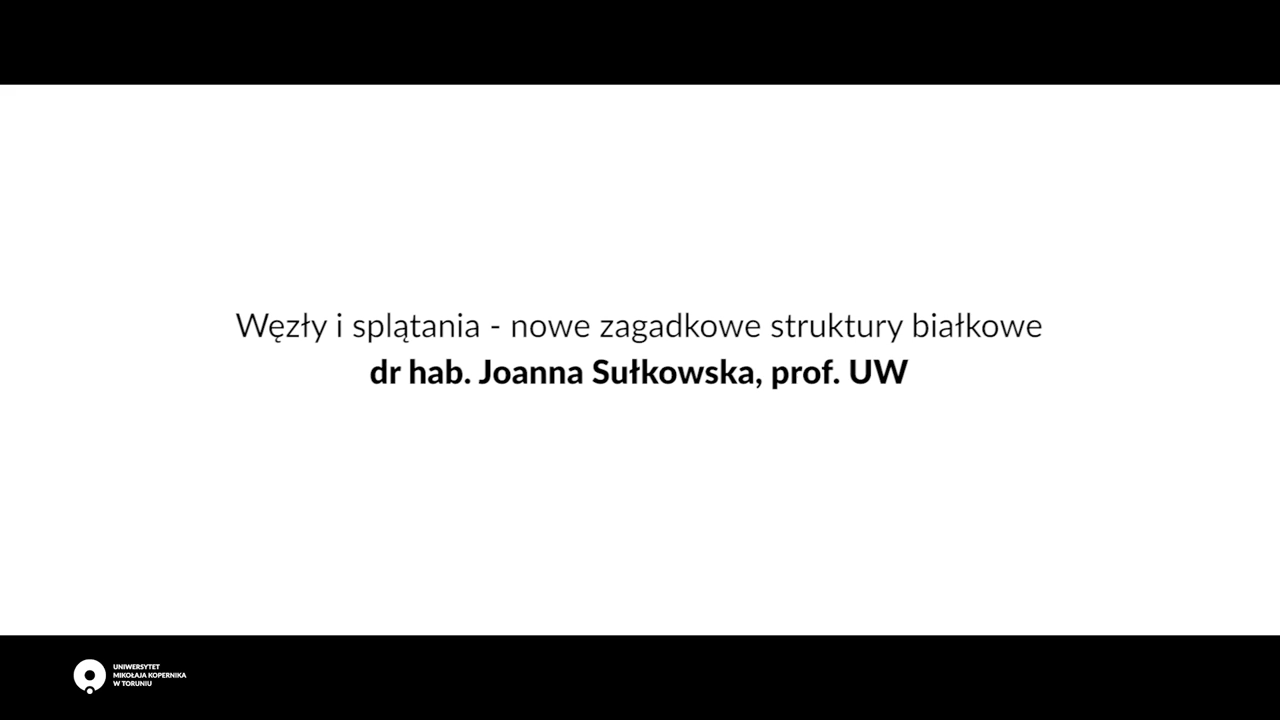 Węzły i splątania - nowe zagadkowe struktury białkowe
dr hab. Joanna Sułkowska, prof. UW
UNIWERSYTET
MIKOŁAJA KOPERNIKA
W TORUNIU